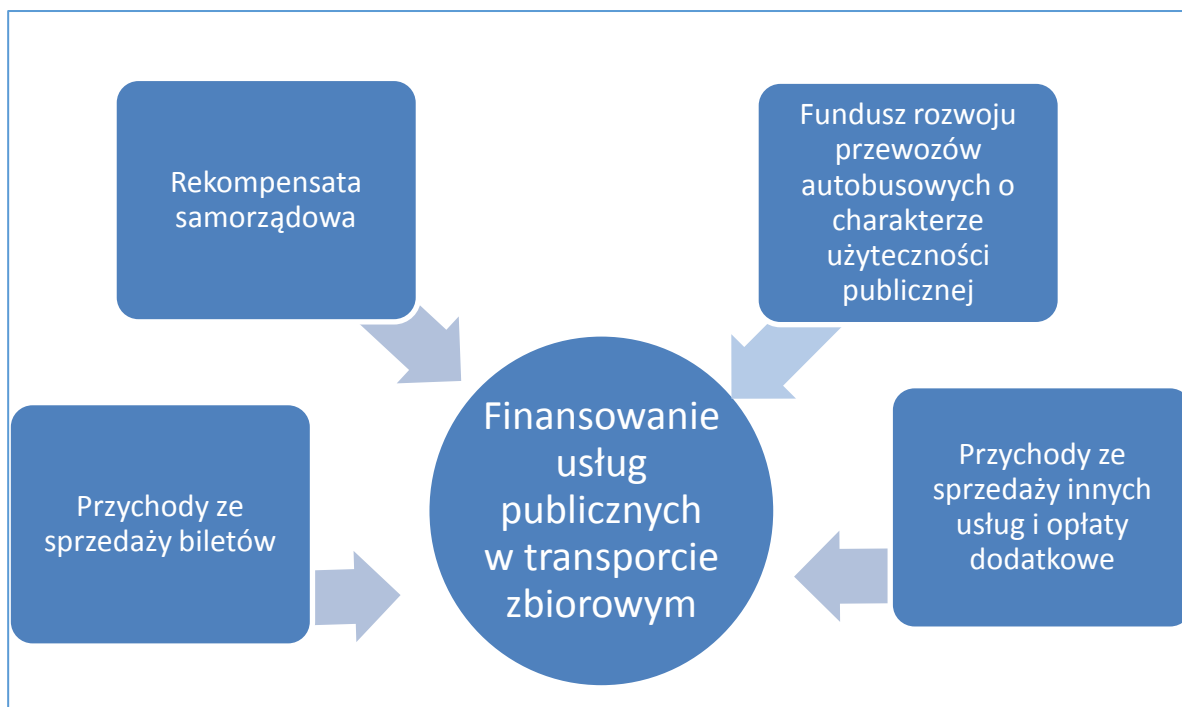 Rekompensata
samorządowa
Fundusz rozwoju
przewozów
autobusowych o
charakterze
użyteczności
publicznej
Przychody ze
sprzedaży biletów
Finansowanie
usług
publicznych
w transporcie
zbiorowym
Przychody ze
sprzedaży innych
usług i opłaty
dodatkowe